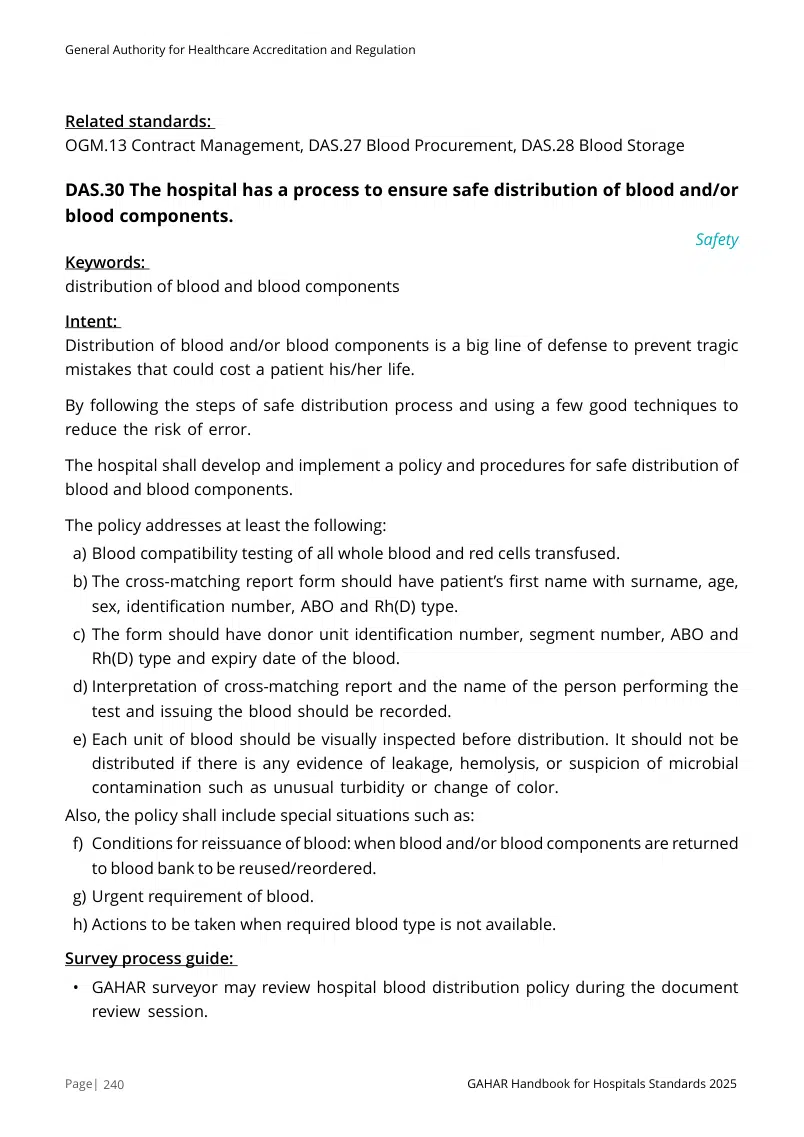 General Authority for Healthcare Accreditation and Regulation
Related standards:
OGM.13 Contract Management, DAS.27 Blood Procurement, DAS.28 Blood Storage
DAS.30 The hospital has a process to ensure safe distribution of blood and/or
blood components.
Safety
Keywords:
distribution of blood and blood components
Intent:
Distribution of blood and/or blood components is a big line of defense to prevent tragic
mistakes that could cost a patient his/her life.
By following the steps of safe distribution process and using a few good techniques to
reduce the risk of error.
The hospital shall develop and implement a policy and procedures for safe distribution of
blood and blood components.
The policy addresses at least the following:
a) Blood compatibility testing of all whole blood and red cells transfused.
b) The cross-matching report form should have patient’s first name with surname, age,
sex, identification number, ABO and Rh(D) type.
c) The form should have donor unit identification number, segment number, ABO and
Rh(D) type and expiry date of the blood.
d) Interpretation of cross-matching report and the name of the person performing the
test and issuing the blood should be recorded.
e) Each unit of blood should be visually inspected before distribution. It should not be
distributed if there is any evidence of leakage, hemolysis, or suspicion of microbial
contamination such as unusual turbidity or change of color.
Also, the policy shall include special situations such as:
f) Conditions for reissuance of blood: when blood and/or blood components are returned
to blood bank to be reused/reordered.
g) Urgent requirement of blood.
h) Actions to be taken when required blood type is not available.
Survey process guide:
• GAHAR surveyor may review hospital blood distribution policy during the document
review session.
Page| 240
GAHAR Handbook for Hospitals Standards 2025